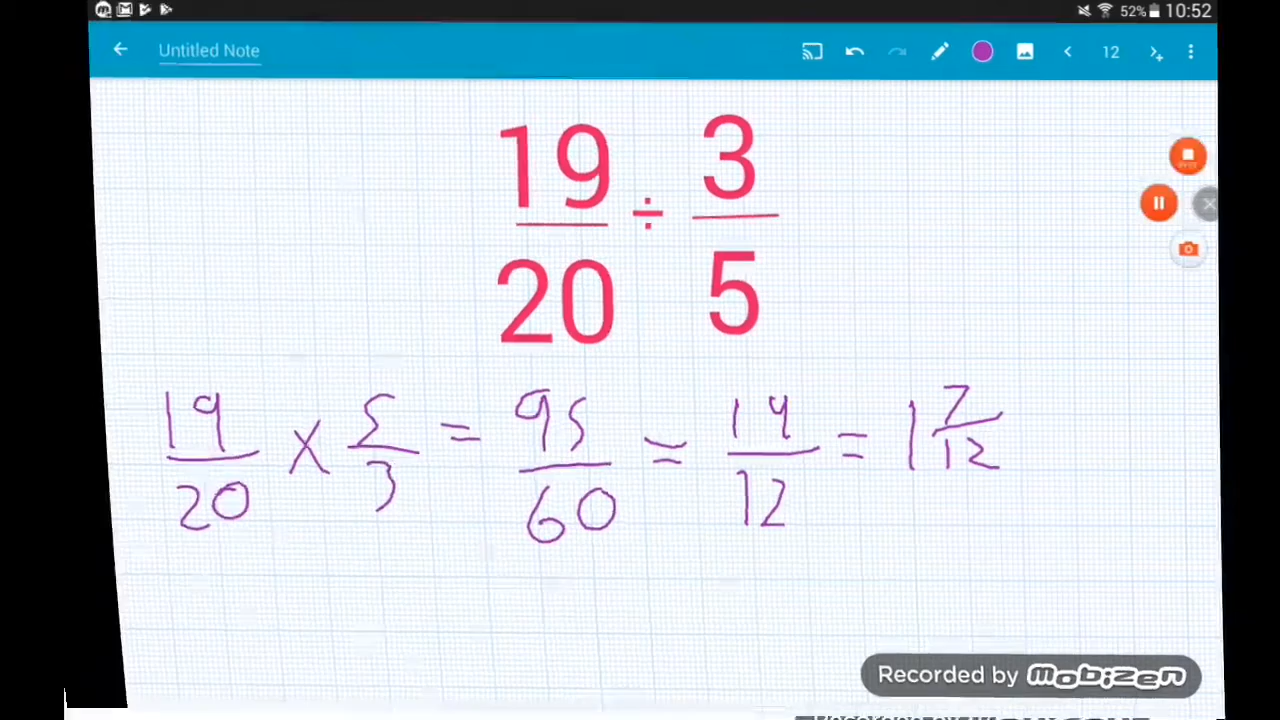 52% 10:52
Untitled Note
12
19/20 ÷ 3/5
19/20 × 5/3 = 95/60 = 19/12 = 1 7/12
Recorded by mobizen